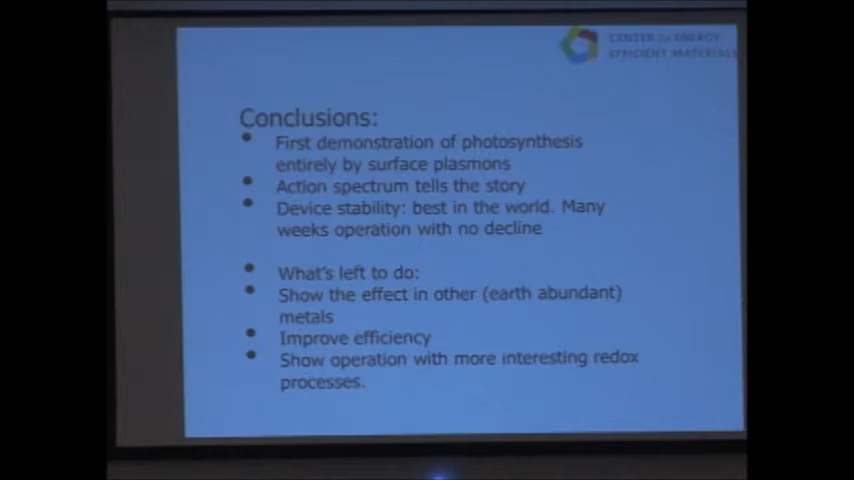 CENTER for ENERGY
EFFICIENT MATERIALS
Conclusions:
• First demonstration of photosynthesis
entirely by surface plasmons
• Action spectrum tells the story
• Device stability: best in the world. Many
weeks operation with no decline
• What's left to do:
• Show the effect in other (earth abundant)
metals
• Improve efficiency
• Show operation with more interesting redox
processes.